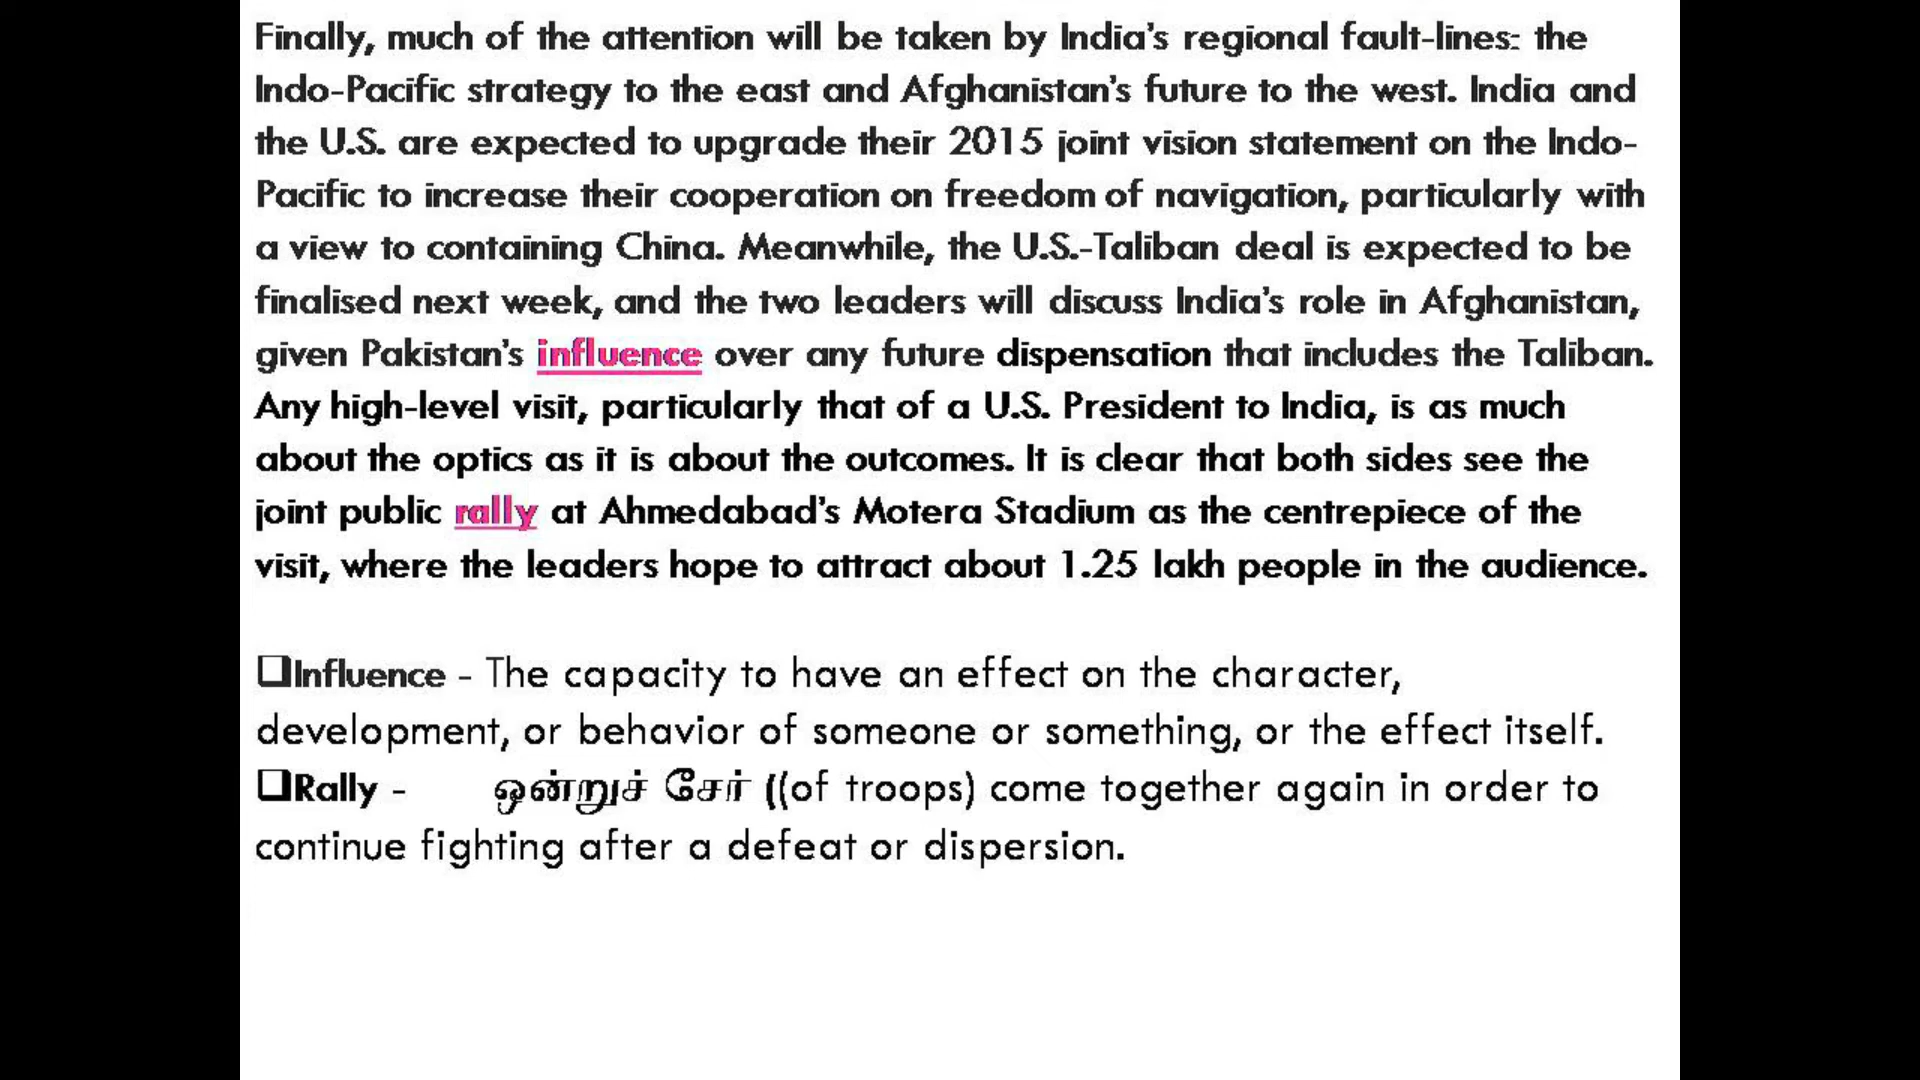 Finally, much of the attention will be taken by India's regional fault-lines: the
Indo-Pacific strategy to the east and Afghanistan's future to the west. India and
the U.S. are expected to upgrade their 2015 joint vision statement on the Indo-
Pacific to increase their cooperation on freedom of navigation, particularly with
a view to containing China. Meanwhile, the U.S.-Taliban deal is expected to be
finalised next week, and the two leaders will discuss India's role in Afghanistan,
given Pakistan's influence over any future dispensation that includes the Taliban.
Any high-level visit, particularly that of a U.S. President to India, is as much
about the optics as it is about the outcomes. It is clear that both sides see the
joint public rally at Ahmedabad's Motera Stadium as the centrepiece of the
visit, where the leaders hope to attract about 1.25 lakh people in the audience.
❑Influence - The capacity to have an effect on the character,
development, or behavior of someone or something, or the effect itself.
❑Rally - ஒன்றுச் சேர் ((of troops) come together again in order to
continue fighting after a defeat or dispersion.